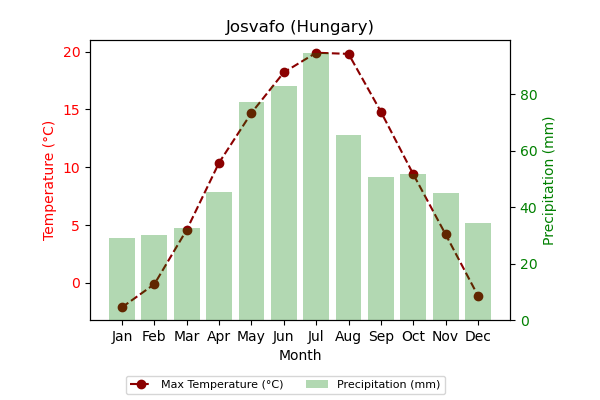 Josvafo (Hungary)
Temperature (°C)
20
15
10
5
0
80
60
40
20
0
Precipitation (mm)
Jan Feb Mar Apr May Jun Jul Aug Sep Oct Nov Dec
Month
Max Temperature (°C) Precipitation (mm)